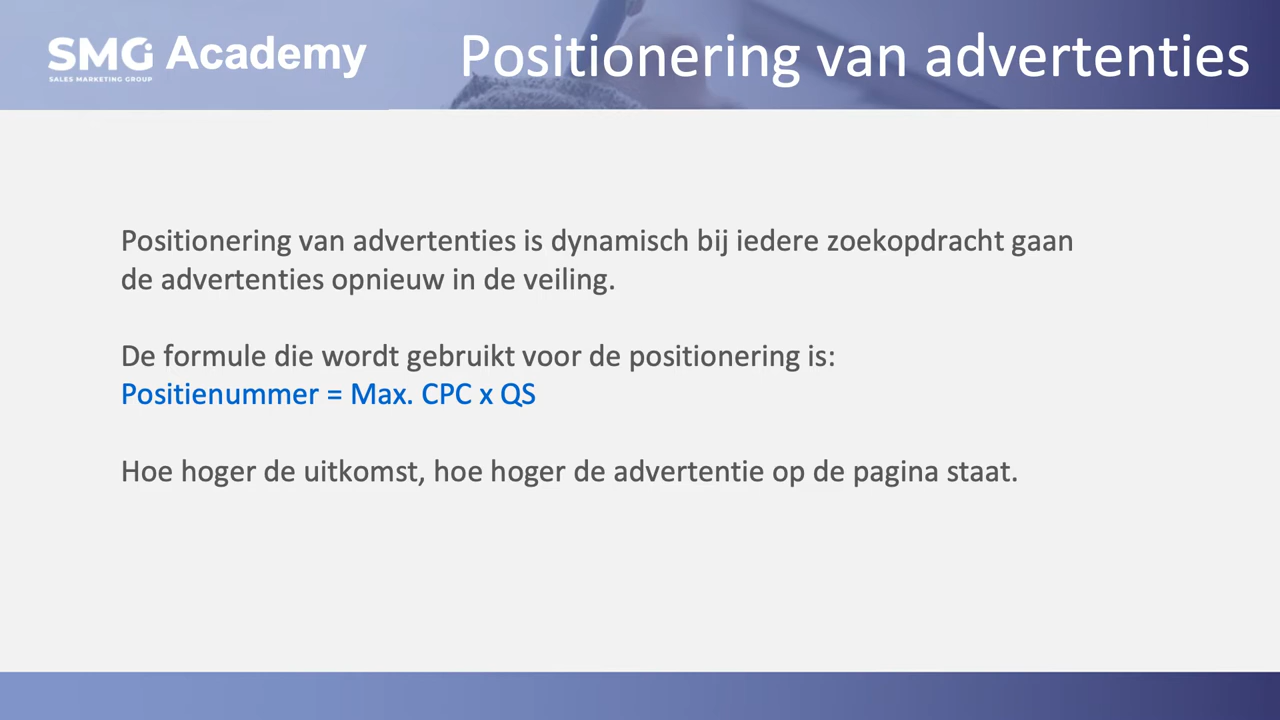 SMG Academy
SALES MARKETING GROUP
Positionering van advertenties
Positionering van advertenties is dynamisch bij iedere zoekopdracht gaan
de advertenties opnieuw in de veiling.
De formule die wordt gebruikt voor de positionering is:
Positienummer = Max. CPC x QS
Hoe hoger de uitkomst, hoe hoger de advertentie op de pagina staat.